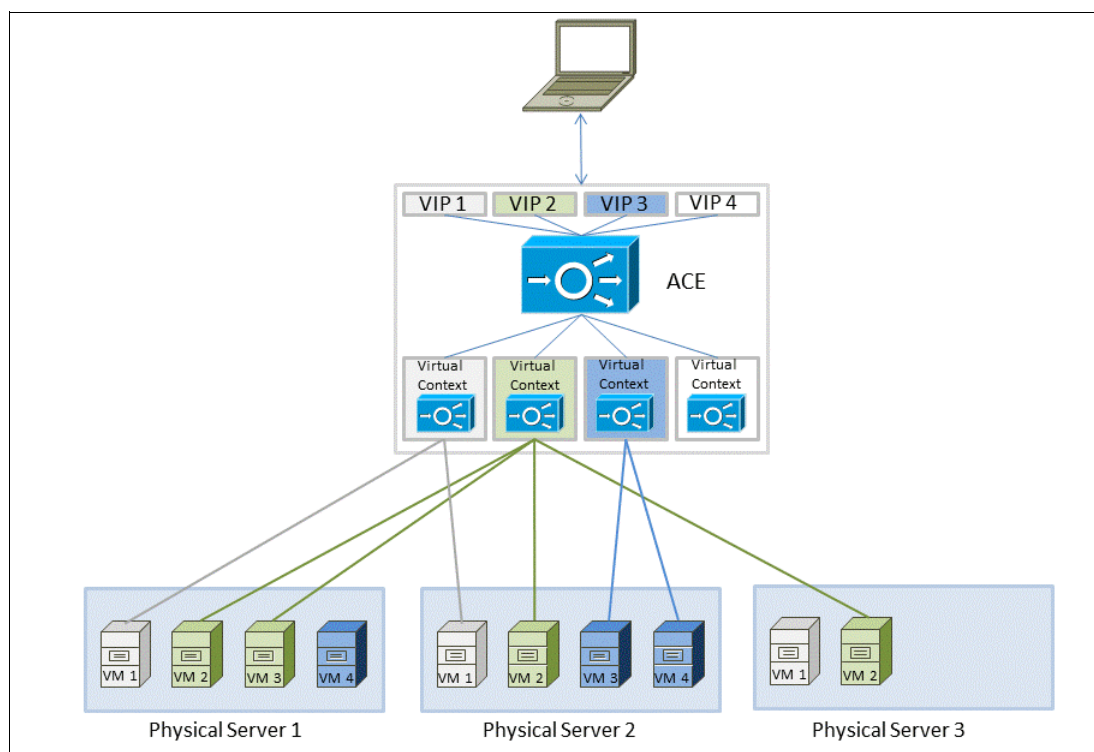 VIP 1 VIP 2 VIP 3 VIP 4
ACE
Virtual Context
Virtual Context
Virtual Context
Virtual Context
VM 1 VM 2 VM 3 VM 4
VM 1 VM 2 VM 3 VM 4
VM 1 VM 2
Physical Server 1
Physical Server 2
Physical Server 3